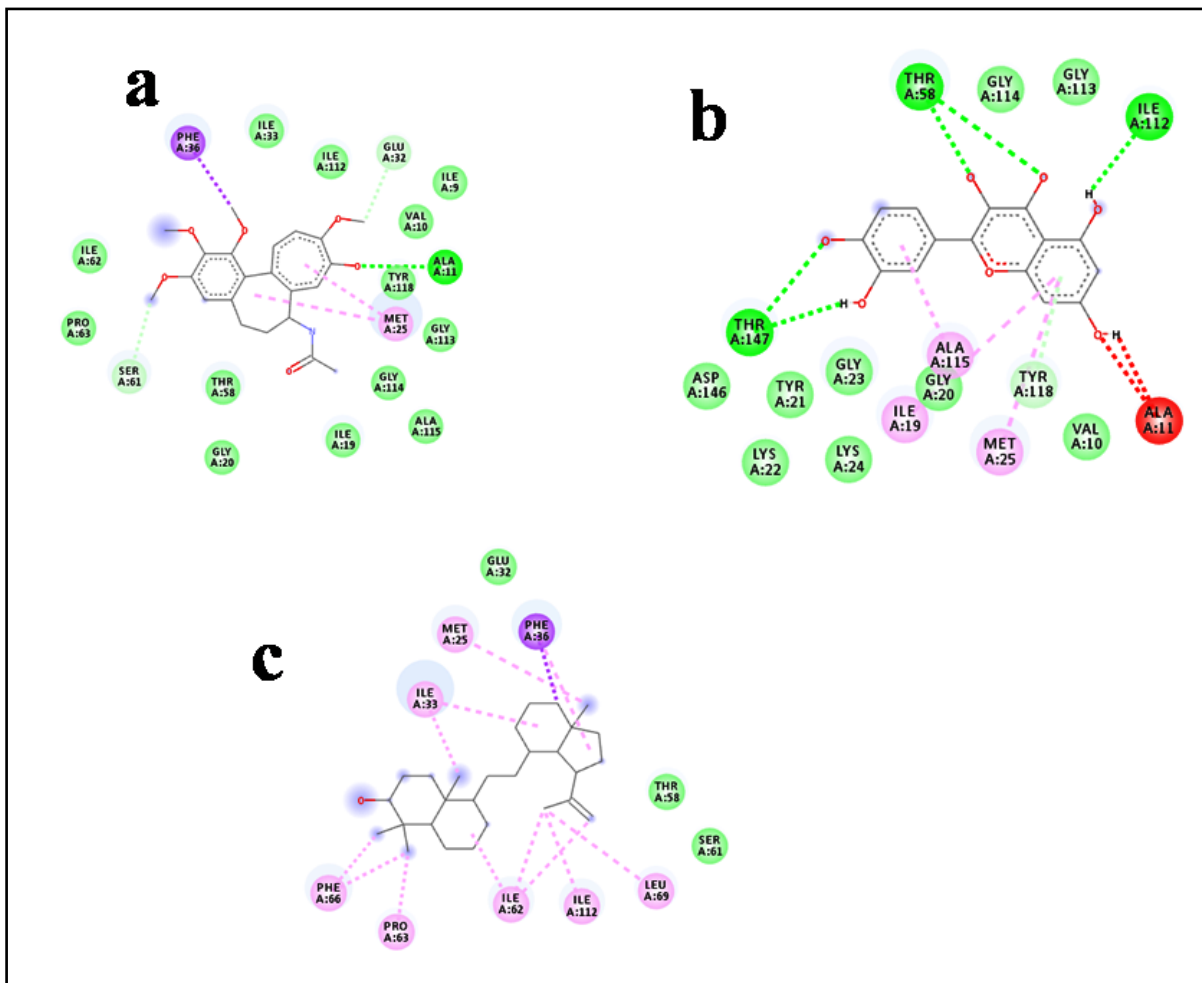 a
PHE
A:36
ILE
A:33
ILE
A:112
GLU
A:32
ILE
A:9
VAL
A:10
ALA
A:11
TYR
A:118
MET
A:25
GLY
A:113
GLY
A:114
ALA
A:115
ILE
A:19
GLY
A:20
THR
A:58
SER
A:61
PRO
A:63
ILE
A:62
O
O
O
O
O
N
O
b
THR
A:58
GLY
A:114
GLY
A:113
ILE
A:112
O
O
H
O
O
H
O
O
O
H
THR
A:147
ALA
A:115
ASP
A:146
TYR
A:21
GLY
A:23
GLY
A:20
TYR
A:118
ALA
A:11
ILE
A:19
MET
A:25
VAL
A:10
LYS
A:22
LYS
A:24
c
GLU
A:32
MET
A:25
PHE
A:36
ILE
A:33
O
THR
A:58
SER
A:61
PHE
A:66
PRO
A:63
ILE
A:62
ILE
A:112
LEU
A:69